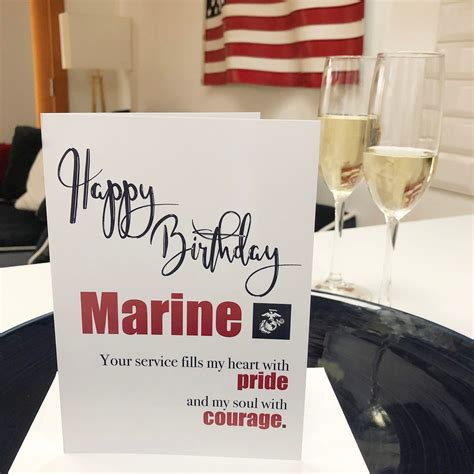 Happy
Birthday
Marine
Your service fills my heart with
pride
and my soul with
courage.